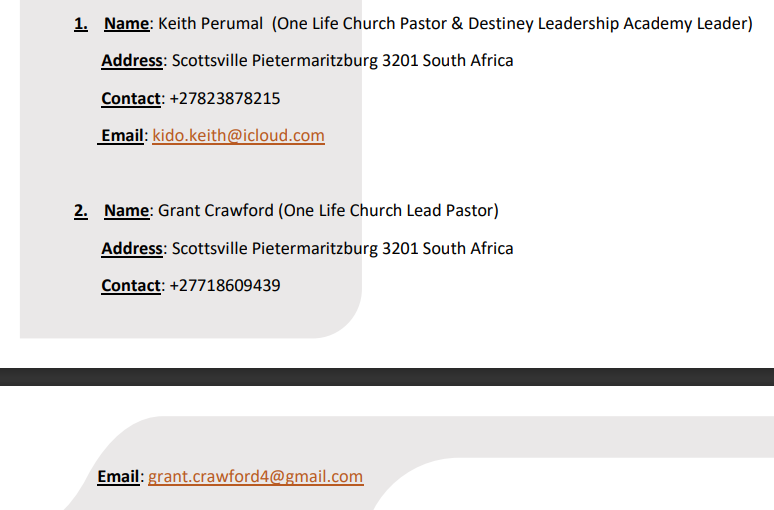 1. Name: Keith Perumal (One Life Church Pastor & Destiney Leadership Academy Leader)
Address: Scottsville Pietermaritzburg 3201 South Africa
Contact: +27823878215
Email: kido.keith@icloud.com
2. Name: Grant Crawford (One Life Church Lead Pastor)
Address: Scottsville Pietermaritzburg 3201 South Africa
Contact: +27718609439
Email: grant.crawford4@gmail.com